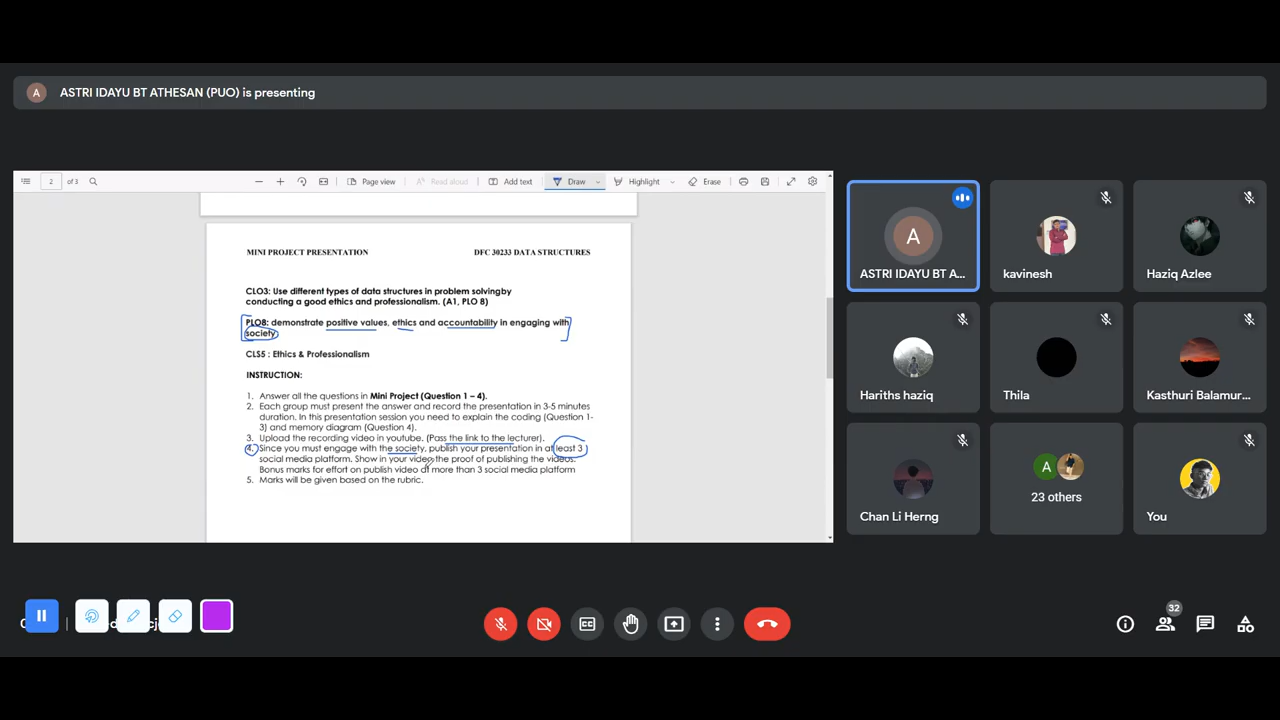 A ASTRI IDAYU BT ATHESAN (PUO) is presenting
2 of 3 Page view Read aloud Add text Draw Highlight Erase
MINI PROJECT PRESENTATION DFC 30233 DATA STRUCTURES
CLO3: Use different types of data structures in problem solvingby
conducting a good ethics and professionalism. (A1, PLO 8)
PLO8: demonstrate positive values, ethics and accountability in engaging with
society
CLS5 : Ethics & Professionalism
INSTRUCTION:
1. Answer all the questions in Mini Project (Question 1 – 4).
2. Each group must present the answer and record the presentation in 3-5 minutes
duration. In this presentation session you need to explain the coding (Question 1-
3) and memory diagram (Question 4).
3. Upload the recording video in youtube. (Pass the link to the lecturer).
4. Since you must engage with the society, publish your presentation in at least 3
social media platform. Show in your video the proof of publishing the videos.
Bonus marks for effort on publish video of more than 3 social media platform
5. Marks will be given based on the rubric.
A
ASTRI IDAYU BT A...
kavinesh
Haziq Azlee
Hariths haziq
Thila
Kasthuri Balamur...
Chan Li Herng
A
23 others
You
32